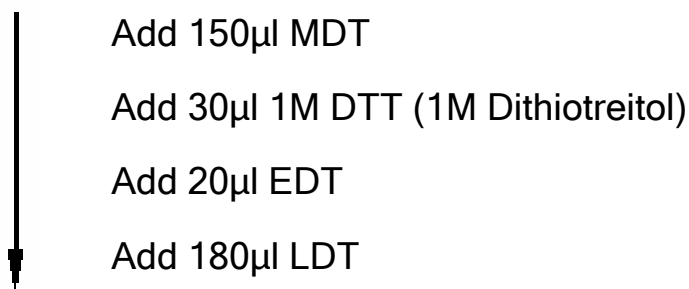 Add 150µl MDT
Add 30µl 1M DTT (1M Dithiotreitol)
Add 20µl EDT
Add 180µl LDT